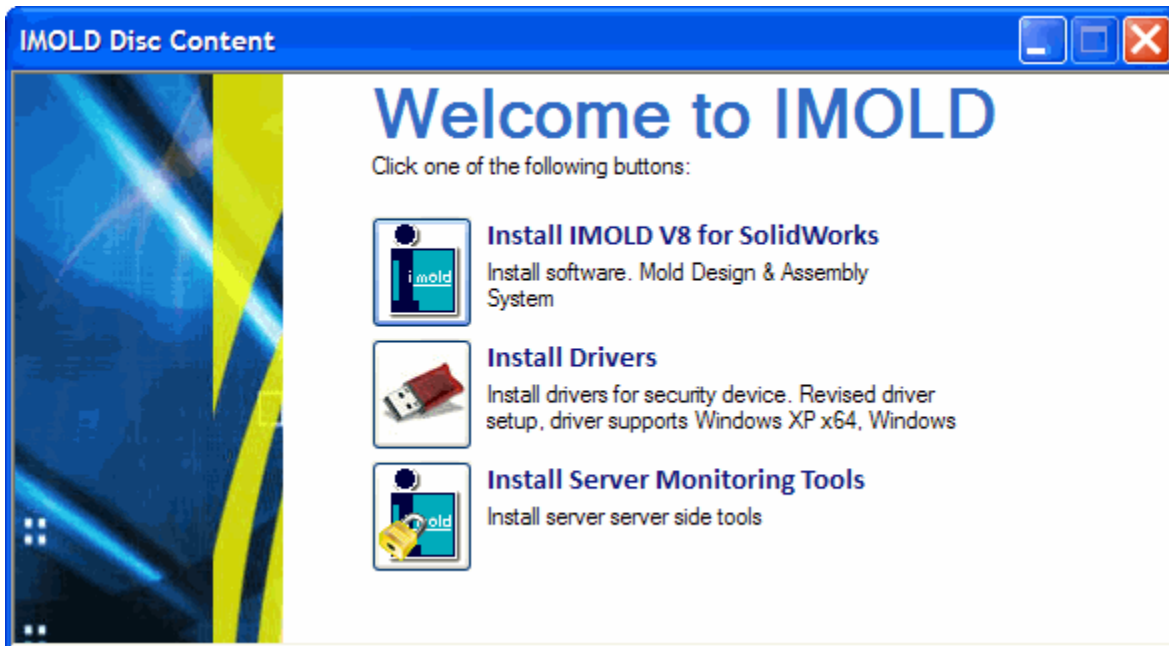 IMOLD Disc Content
Welcome to IMOLD
Click one of the following buttons:
imold
Install IMOLD V8 for SolidWorks
Install software. Mold Design & Assembly
System
Install Drivers
Install drivers for security device. Revised driver
setup, driver supports Windows XP x64, Windows
imold
Install Server Monitoring Tools
Install server server side tools